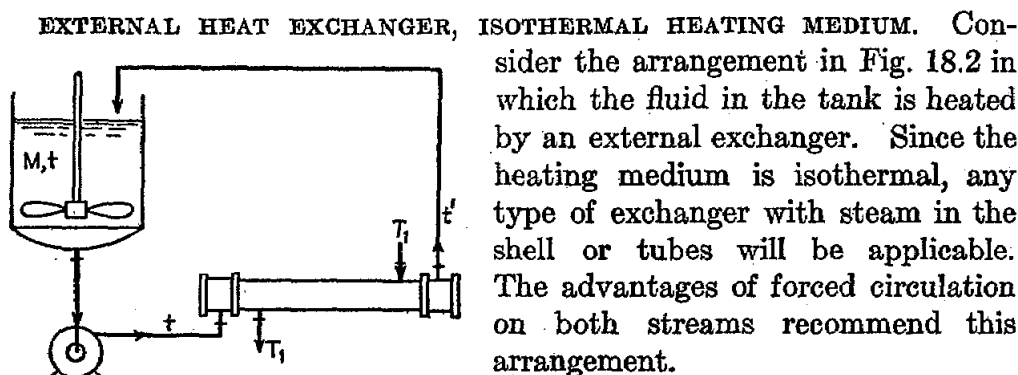 EXTERNAL HEAT EXCHANGER, ISOTHERMAL HEATING MEDIUM. Con-
sider the arrangement in Fig. 18.2 in
which the fluid in the tank is heated
by an external exchanger. Since the
heating medium is isothermal, any
type of exchanger with steam in the
shell or tubes will be applicable.
The advantages of forced circulation
on both streams recommend this
arrangement.
M,t
t'
T₁
t
T₁